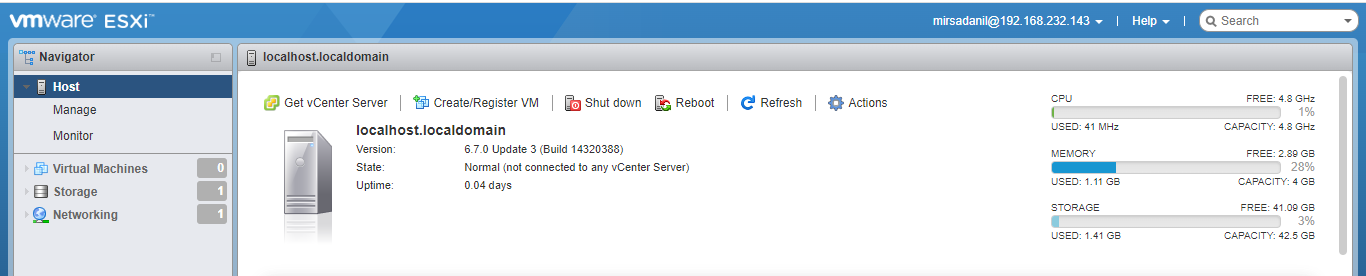 vmware ESXi™
mirsadanil@192.168.232.143 | Help | Search
Navigator
localhost.localdomain
Host
Manage
Monitor
Virtual Machines 0
Storage 1
Networking 1
Get vCenter Server | Create/Register VM | Shut down Reboot | Refresh | Actions
localhost.localdomain
Version: 6.7.0 Update 3 (Build 14320388)
State: Normal (not connected to any vCenter Server)
Uptime: 0.04 days
CPU FREE: 4.8 GHz
1%
USED: 41 MHz CAPACITY: 4.8 GHz
MEMORY FREE: 2.89 GB
28%
USED: 1.11 GB CAPACITY: 4 GB
STORAGE FREE: 41.09 GB
3%
USED: 1.41 GB CAPACITY: 42.5 GB